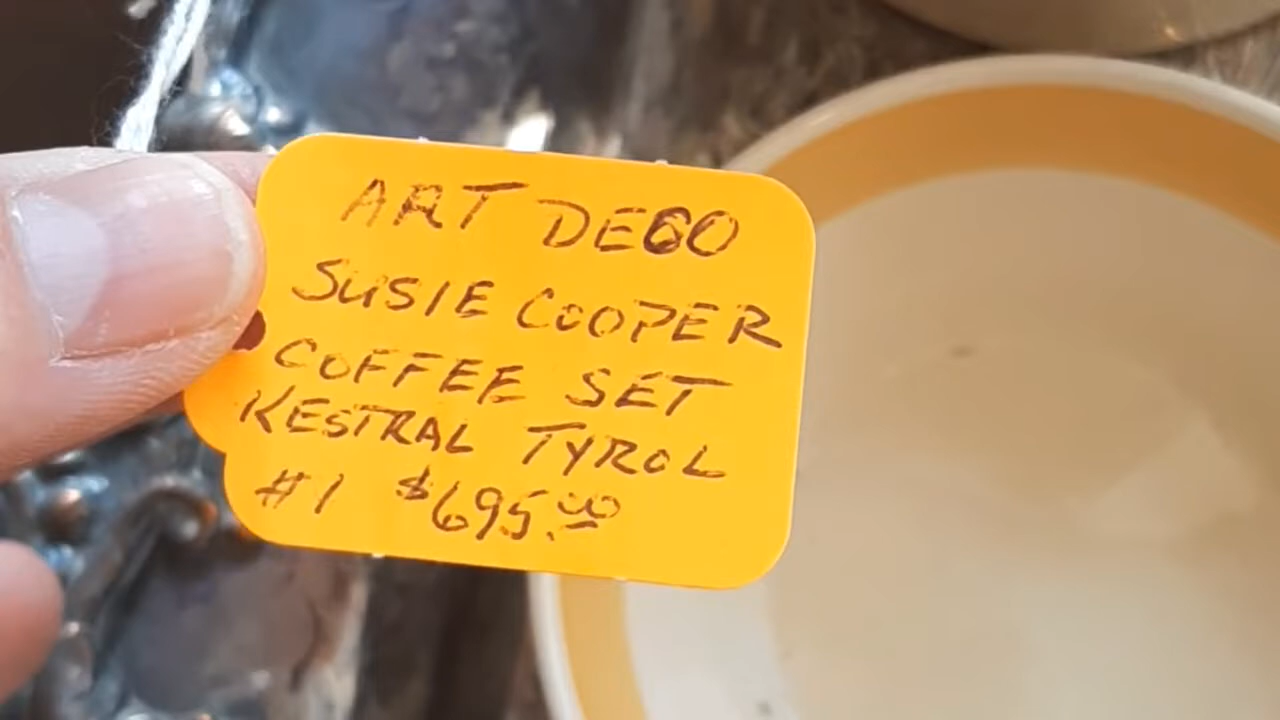 ART DECO
SUSIE COOPER
COFFEE SET
KESTRAL TYROL
#1 $695.00